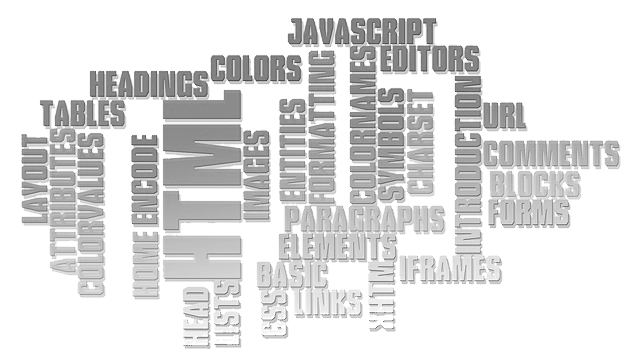 JAVASCRIPT
EDITORS
COLORS
HEADINGS
TABLES
LAYOUT
ATTRIBUTES
COLORVALUES
HOME
ENCODE
HTML
IMAGES
ENTITIES
FORMATTING
COLORNAMES
SYMBOLS
CHARSET
INTRODUCTION
URL
COMMENTS
BLOCKS
FORMS
PARAGRAPHS
ELEMENTS
BASIC
IFRAMES
HEAD
LISTS
CSS
LINKS
XHTML